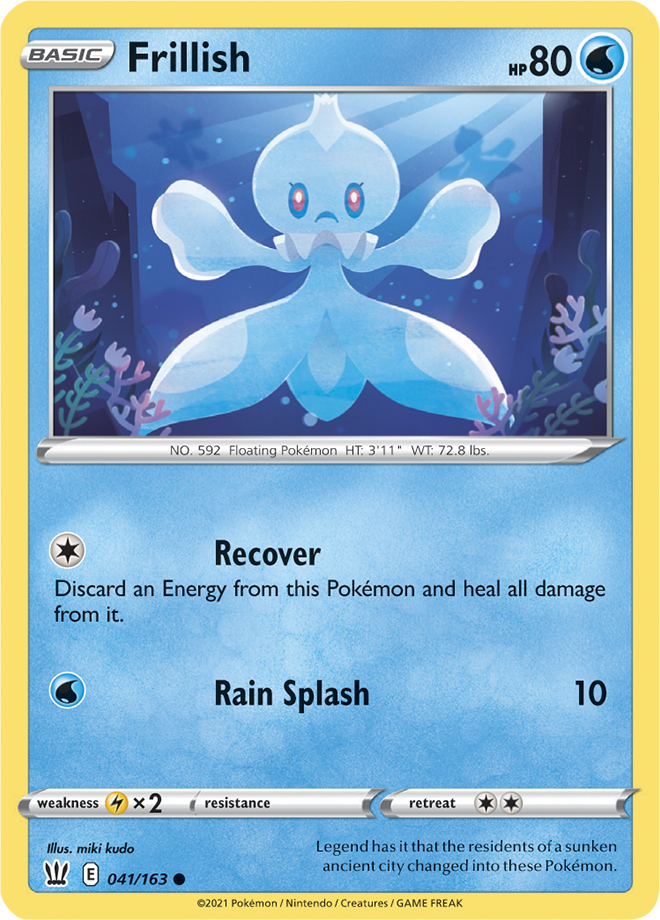 BASIC Frillish HP 80
NO. 592 Floating Pokémon HT: 3'11" WT: 72.8 lbs.
Recover
Discard an Energy from this Pokémon and heal all damage
from it.
Rain Splash 10
weakness ×2 resistance retreat
Illus. miki kudo
Legend has it that the residents of a sunken
ancient city changed into these Pokémon.
E 041/163 ●
©2021 Pokémon / Nintendo / Creatures / GAME FREAK